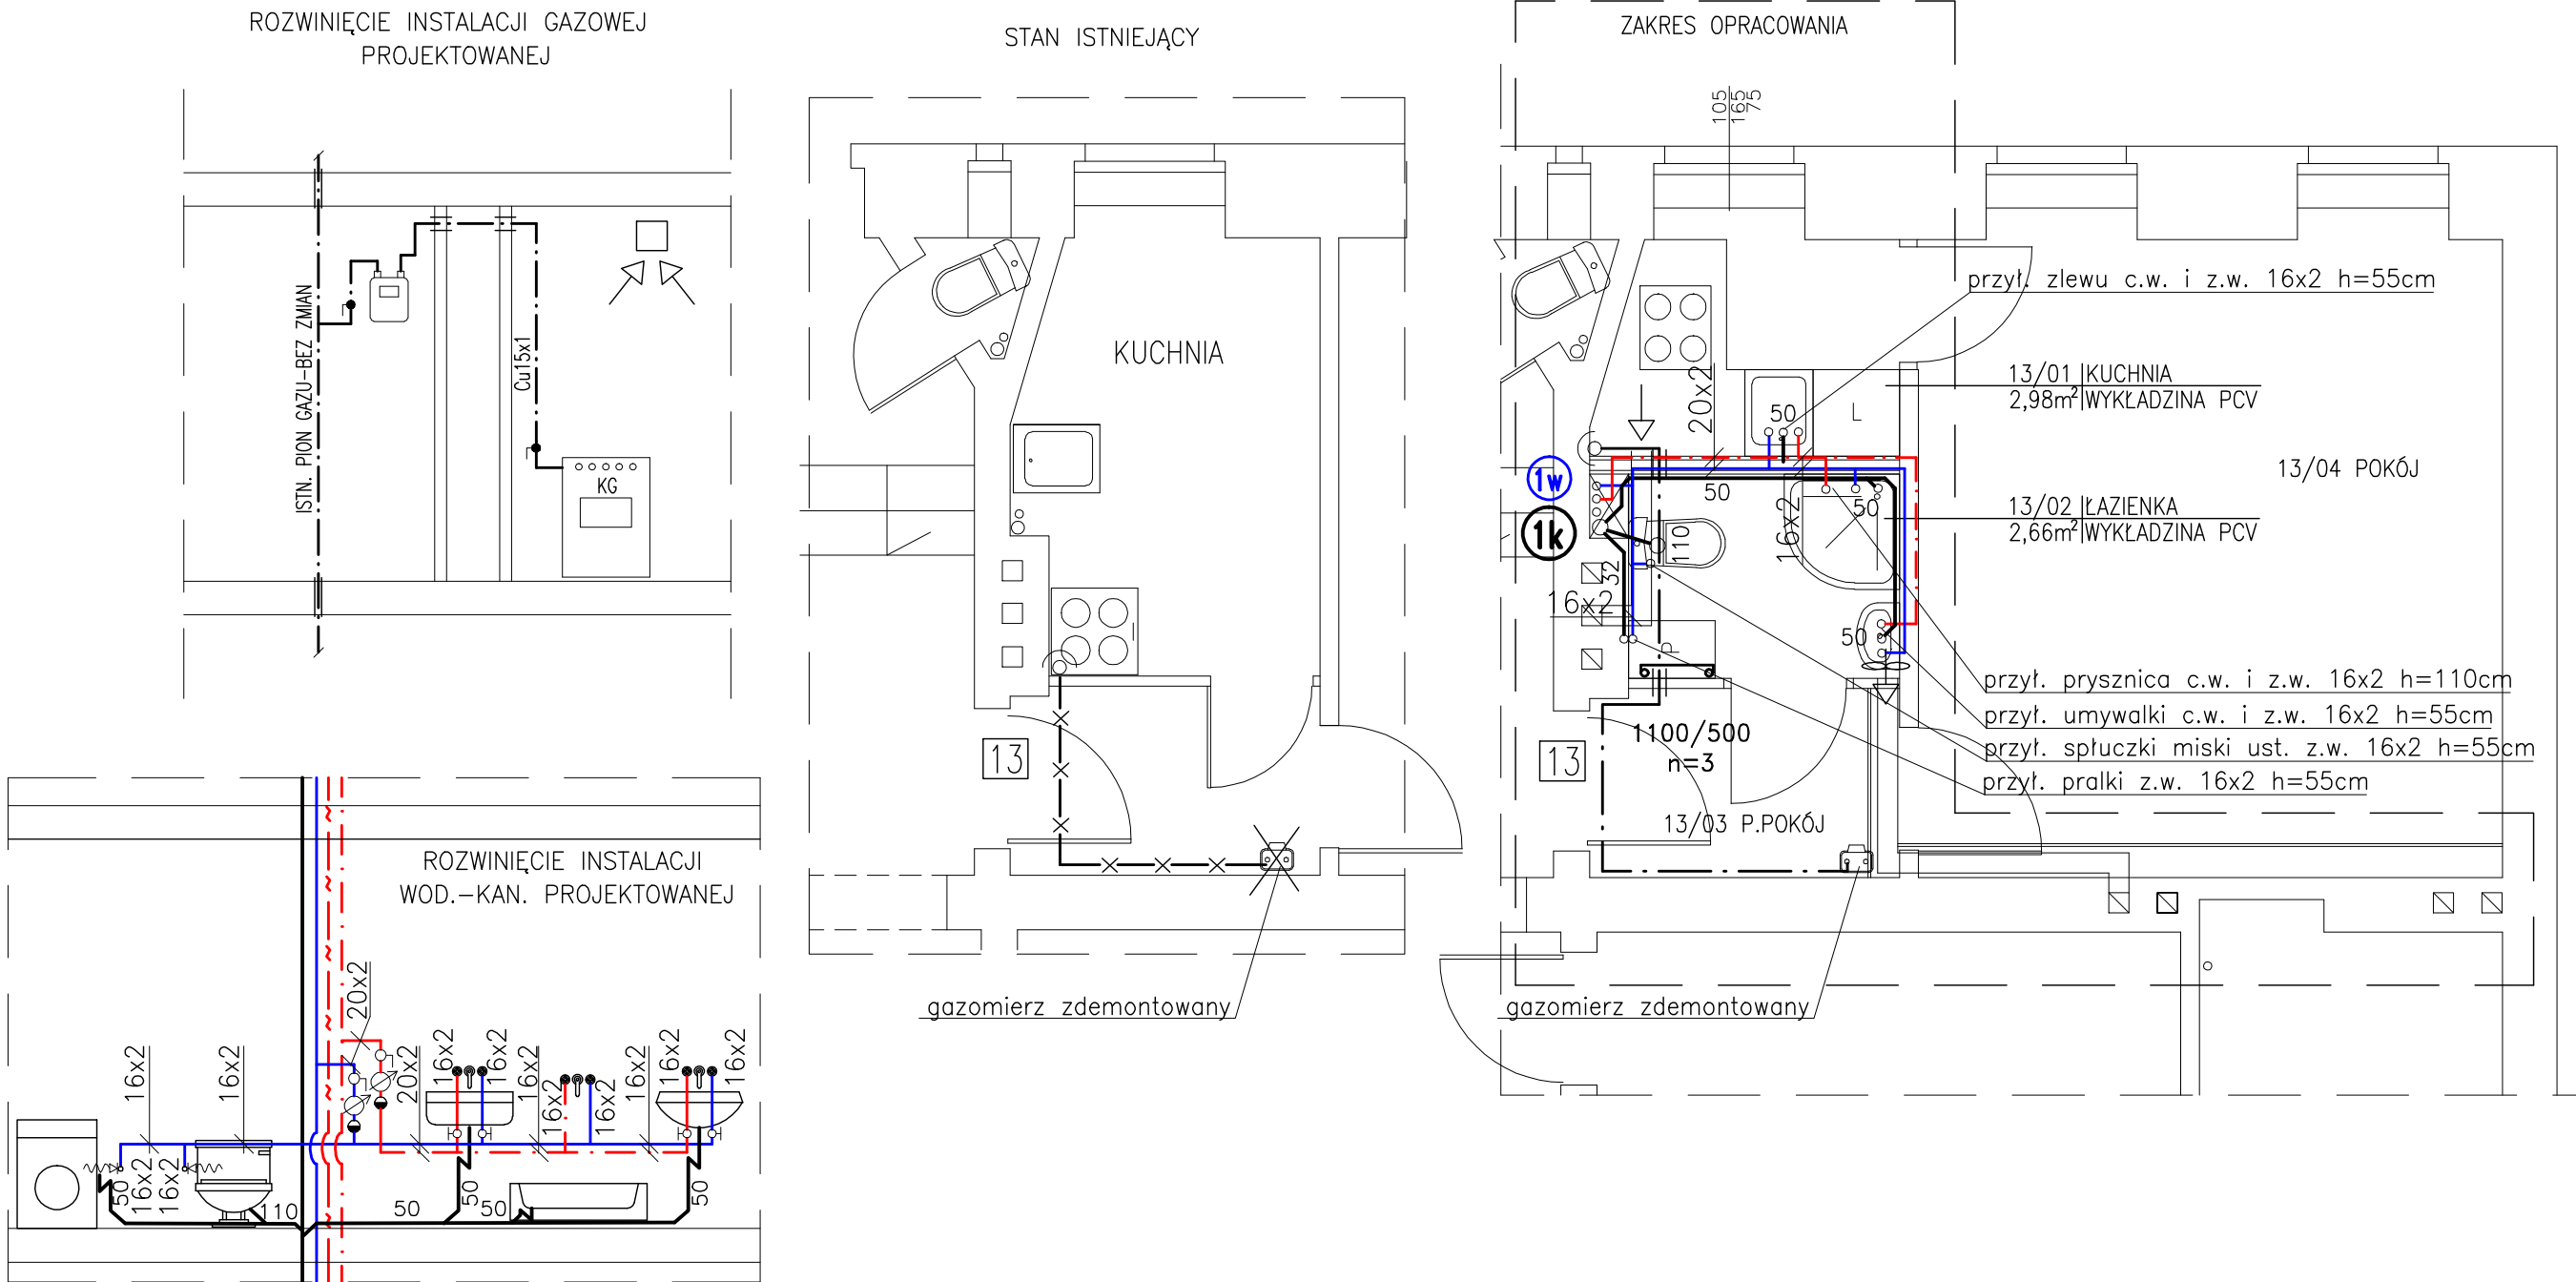 ROZWINIĘCIE INSTALACJI GAZOWEJ
PROJEKTOWANEJ
ISTN. PION GAZU-BEZ ZMIAN
Cu15x1
KG
STAN ISTNIEJĄCY
KUCHNIA
13
gazomierz zdemontowany
ZAKRES OPRACOWANIA
105
165
75
przył. zlewu c.w. i z.w. 16x2 h=55cm
13/01 KUCHNIA
2,98m² WYKŁADZINA PCV
13/04 POKÓJ
13/02 ŁAZIENKA
2,66m² WYKŁADZINA PCV
20x2
50
L
1w
1k
50
16x2
50
110
32
16x2
50
P
przył. prysznica c.w. i z.w. 16x2 h=110cm
przył. umywalki c.w. i z.w. 16x2 h=55cm
przył. spłuczki miski ust. z.w. 16x2 h=55cm
przył. pralki z.w. 16x2 h=55cm
1100/500
n=3
13
13/03 P.POKÓJ
gazomierz zdemontowany
ROZWINIĘCIE INSTALACJI
WOD.-KAN. PROJEKTOWANEJ
20x2
16x2
16x2
20x2
16x2
16x2
16x2
16x2
16x2
16x2
16x2
16x2
50
16x2
16x2
110
50
50
50
50